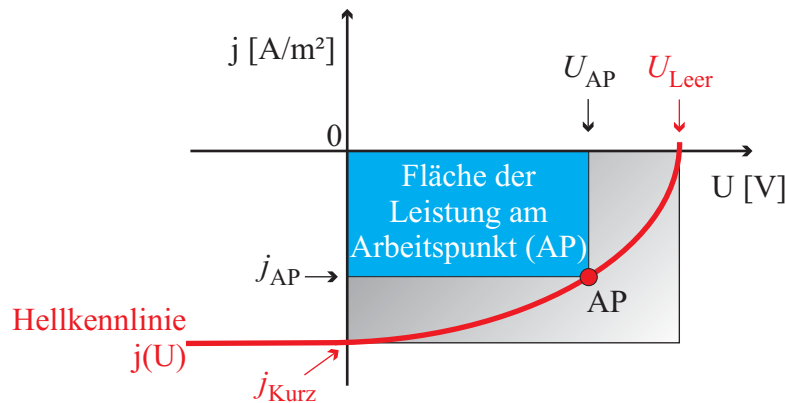 j [A/m²]
U_AP
U_Leer
0
U [V]
Fläche der
Leistung am
Arbeitspunkt (AP)
j_AP
AP
Hellkennlinie
j(U)
j_Kurz